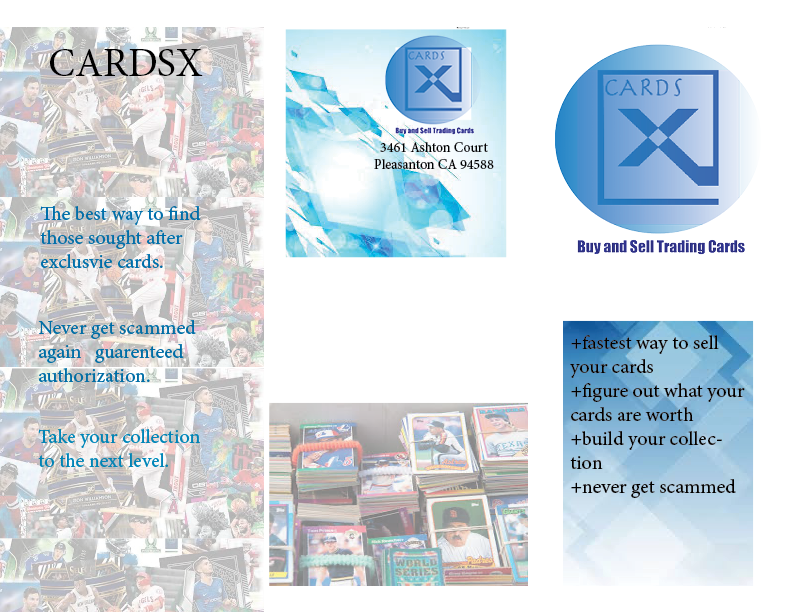 CARDSX
The best way to find
those sought after
exclusvie cards.
Never get scammed
again guarenteed
authorization.
Take your collection
to the next level.
CARDS
X
Buy and Sell Trading Cards
3461 Ashton Court
Pleasanton CA 94588
WORLD
SERIES
CARDS
X
Buy and Sell Trading Cards
+fastest way to sell
your cards
+figure out what your
cards are worth
+build your collec-
tion
+never get scammed